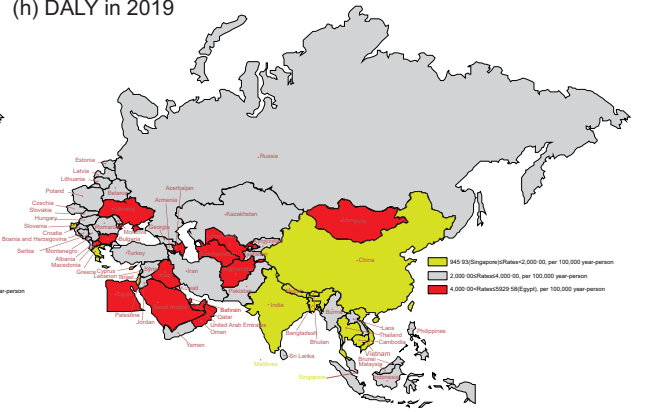 (h) DALY in 2019
Russia
Estonia
Latvia
Lithuania
Poland
Belarus
Czechia
Slovakia
Hungary
Slovenia
Croatia
Bosnia and Herzegovina
Serbia
Montenegro
Albania
Macedonia
Greece
Cyprus
Lebanon
Israel
Bulgaria
Turkey
Georgia
Armenia
Azerbaijan
Kazakhstan
Iran
Palestine
Jordan
Bahrain
Qatar
United Arab Emirates
Oman
Yemen
China
India
Bangladesh
Bhutan
Sri Lanka
Maldives
Laos
Thailand
Cambodia
Vietnam
Brunei
Malaysia
Singapore
Philippines
945·93(Singapore)≤Rates<2,000·00, per 100,000 year-person
2,000·00≤Rates≤4,000·00, per 100,000 year-person
4,000·00<Rates≤5929·58(Egypt), per 100,000 year-person
ear-person